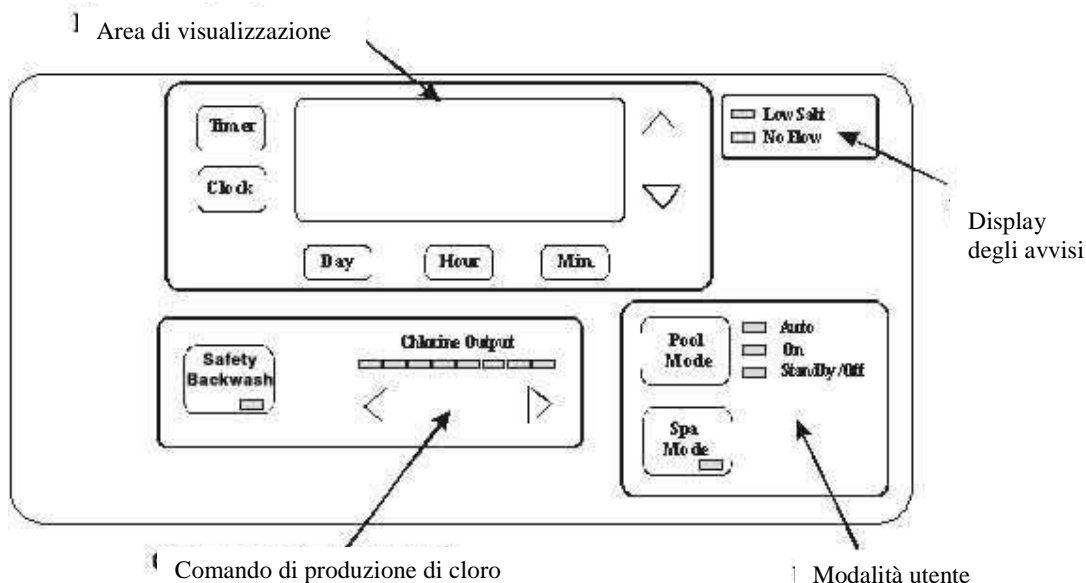 Area di visualizzazione
Timer
Low Salt
No Flow
Clock
Display
degli avvisi
Day
Hour
Min.
Chlorine Output
Safety
Backwash
Pool
Mode
Auto
On
Standby/Off
Spa
Mode
Comando di produzione di cloro
Modalità utente